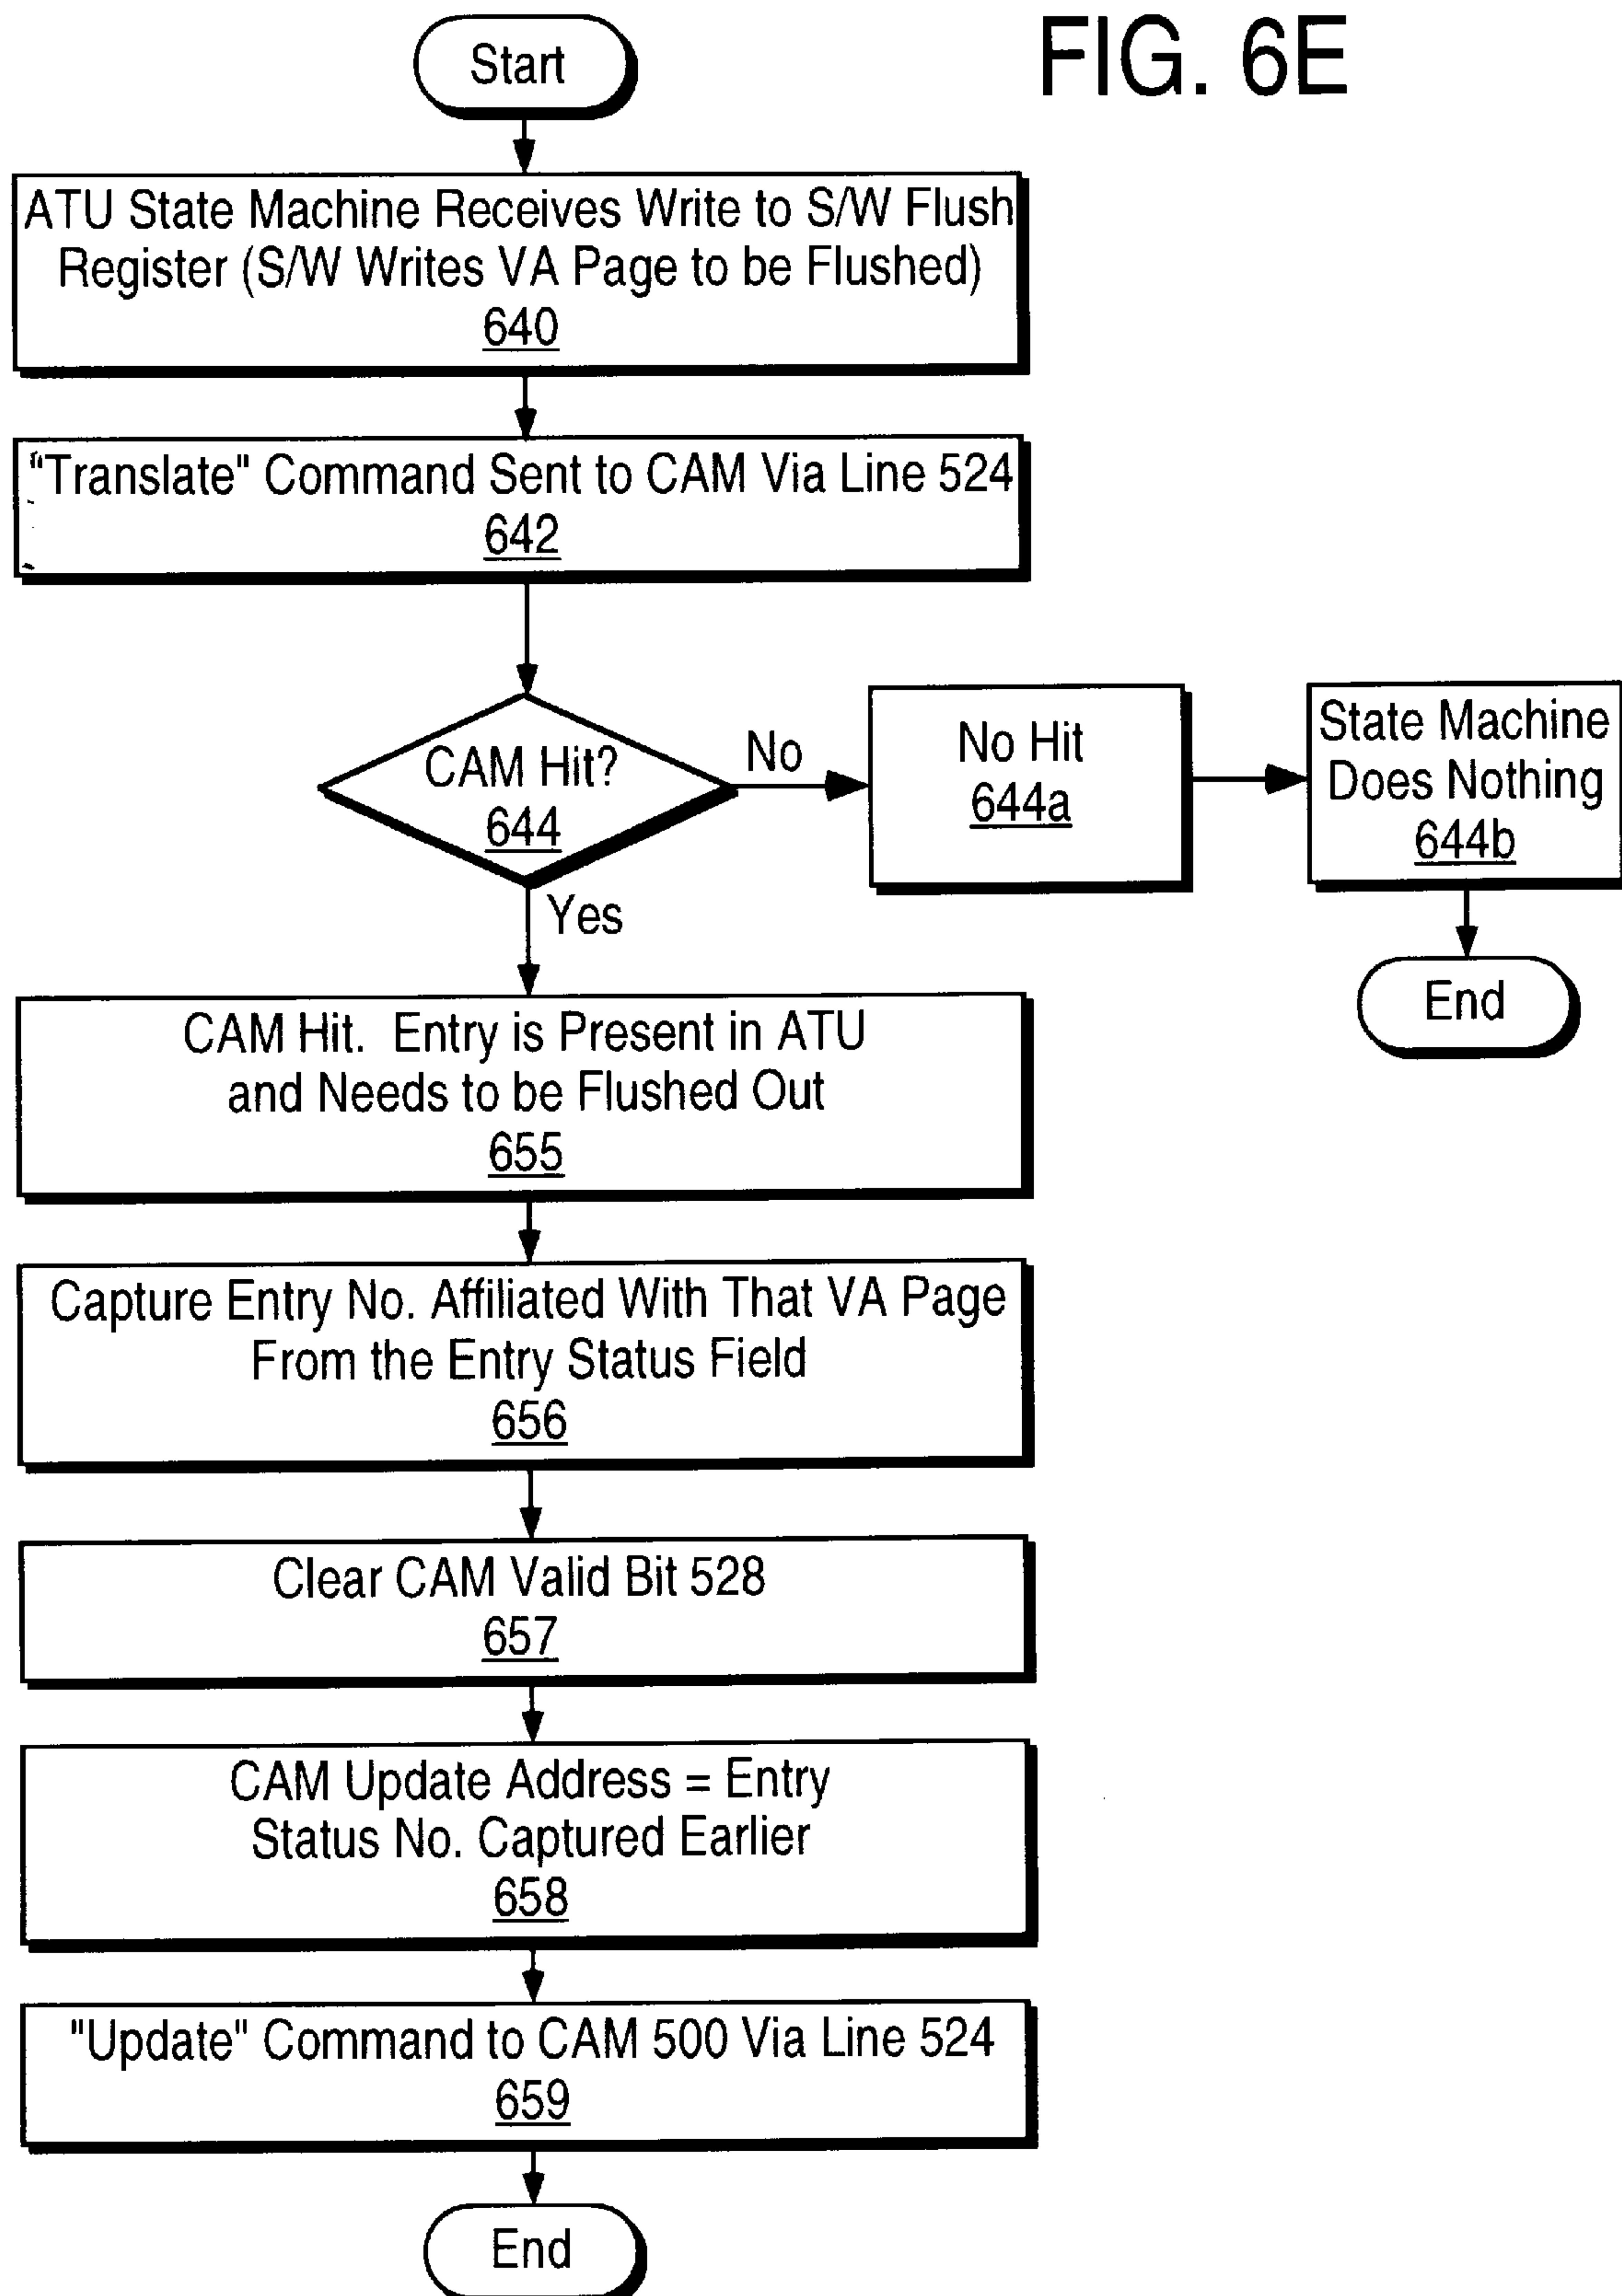 FIG. 6E
Start
ATU State Machine Receives Write to S/W Flush
Register (S/W Writes VA Page to be Flushed)
640
"Translate" Command Sent to CAM Via Line 524
642
CAM Hit?
644
No
No Hit
644a
State Machine
Does Nothing
644b
End
Yes
CAM Hit. Entry is Present in ATU
and Needs to be Flushed Out
655
Capture Entry No. Affiliated With That VA Page
From the Entry Status Field
656
Clear CAM Valid Bit 528
657
CAM Update Address = Entry
Status No. Captured Earlier
658
"Update" Command to CAM 500 Via Line 524
659
End